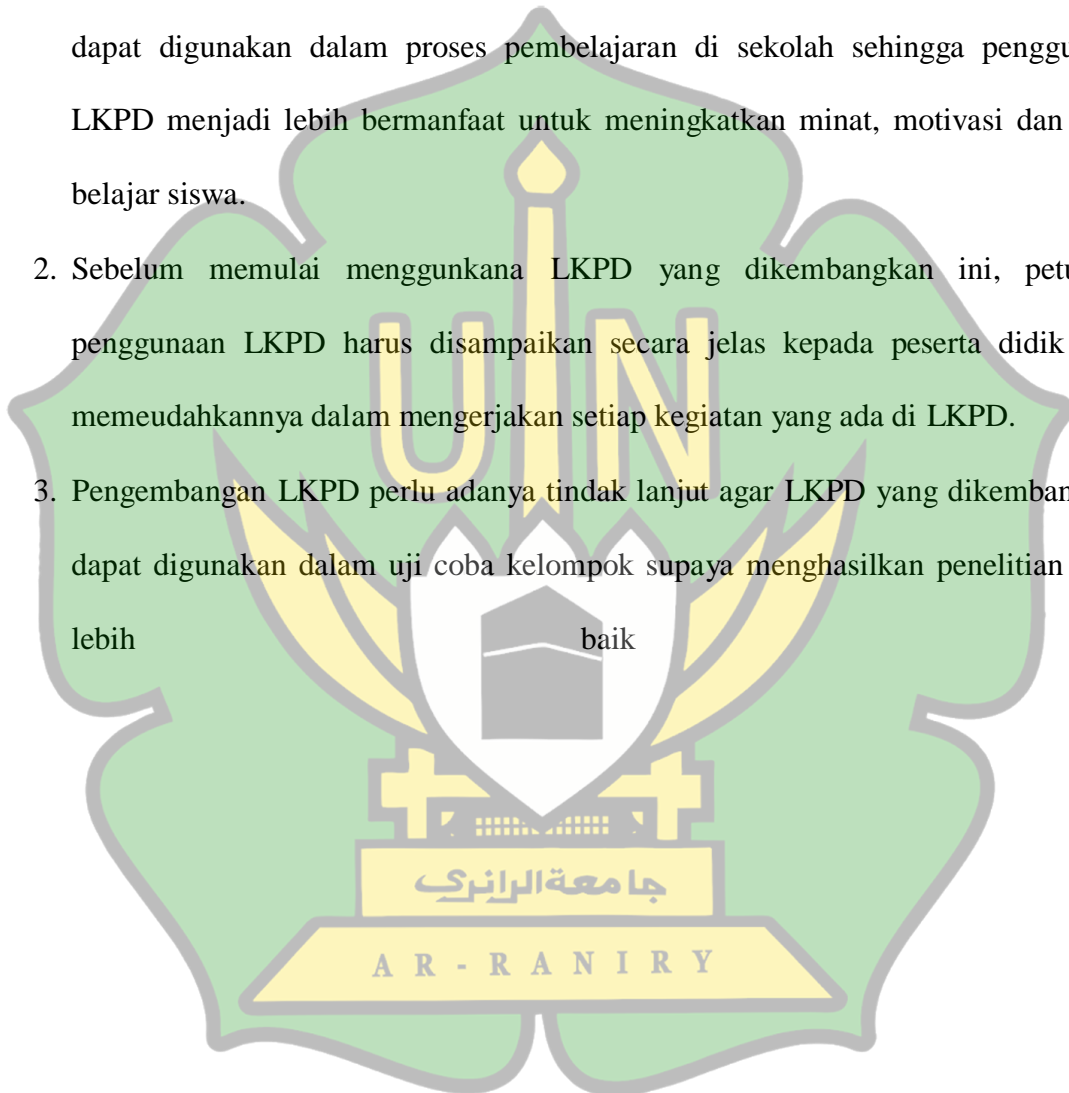 dapat digunakan dalam proses pembelajaran di sekolah sehingga penggu
LKPD menjadi lebih bermanfaat untuk meningkatkan minat, motivasi dan
belajar siswa.
2. Sebelum memulai menggunkana LKPD yang dikembangkan ini, petu
penggunaan LKPD harus disampaikan secara jelas kepada peserta didik
memeudahkannya dalam mengerjakan setiap kegiatan yang ada di LKPD.
3. Pengembangan LKPD perlu adanya tindak lanjut agar LKPD yang dikemban
dapat digunakan dalam uji coba kelompok supaya menghasilkan penelitian
lebih baik
UIN
جامعة الرانري
AR-RANIRY